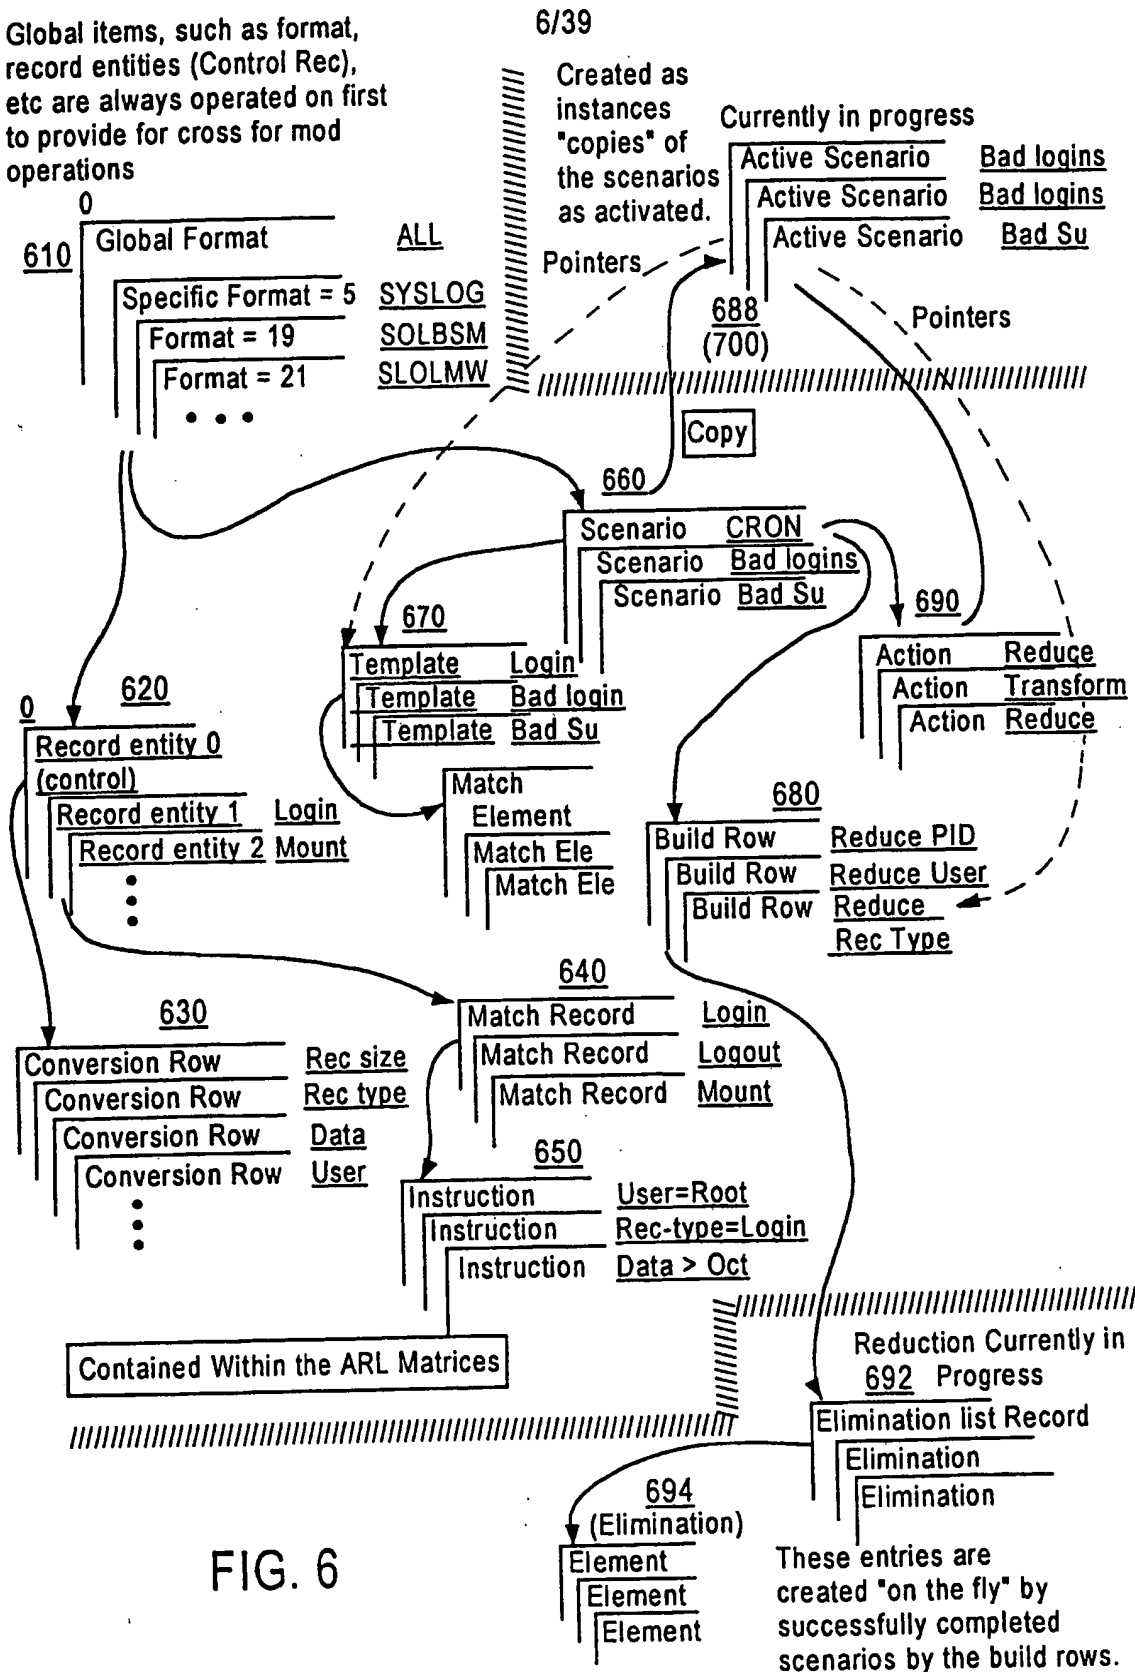 6/39
Global items, such as format,
record entities (Control Rec),
etc are always operated on first
to provide for cross for mod
operations
0
610
Global Format ALL
Specific Format = 5 SYSLOG
Format = 19 SOLBSM
Format = 21 SLOLMW
Created as
instances
"copies" of
the scenarios
as activated.
Currently in progress
Active Scenario Bad logins
Active Scenario Bad logins
Active Scenario Bad Su
Pointers
688
(700)
Pointers
Copy
660
Scenario CRON
Scenario Bad logins
Scenario Bad Su
670
Template Login
Template Bad login
Template Bad Su
690
Action Reduce
Action Transform
Action Reduce
0
620
Record entity 0
(control)
Record entity 1 Login
Record entity 2 Mount
Match
Element
Match Ele
Match Ele
680
Build Row Reduce PID
Build Row Reduce User
Build Row Reduce
Rec Type
630
Conversion Row Rec size
Conversion Row Rec type
Conversion Row Data
Conversion Row User
640
Match Record Login
Match Record Logout
Match Record Mount
650
Instruction User=Root
Instruction Rec-type=Login
Instruction Data > Oct
Contained Within the ARL Matrices
Reduction Currently in
692 Progress
Elimination list Record
Elimination
Elimination
694
(Elimination)
Element
Element
Element
These entries are
created "on the fly" by
successfully completed
scenarios by the build rows.
FIG. 6